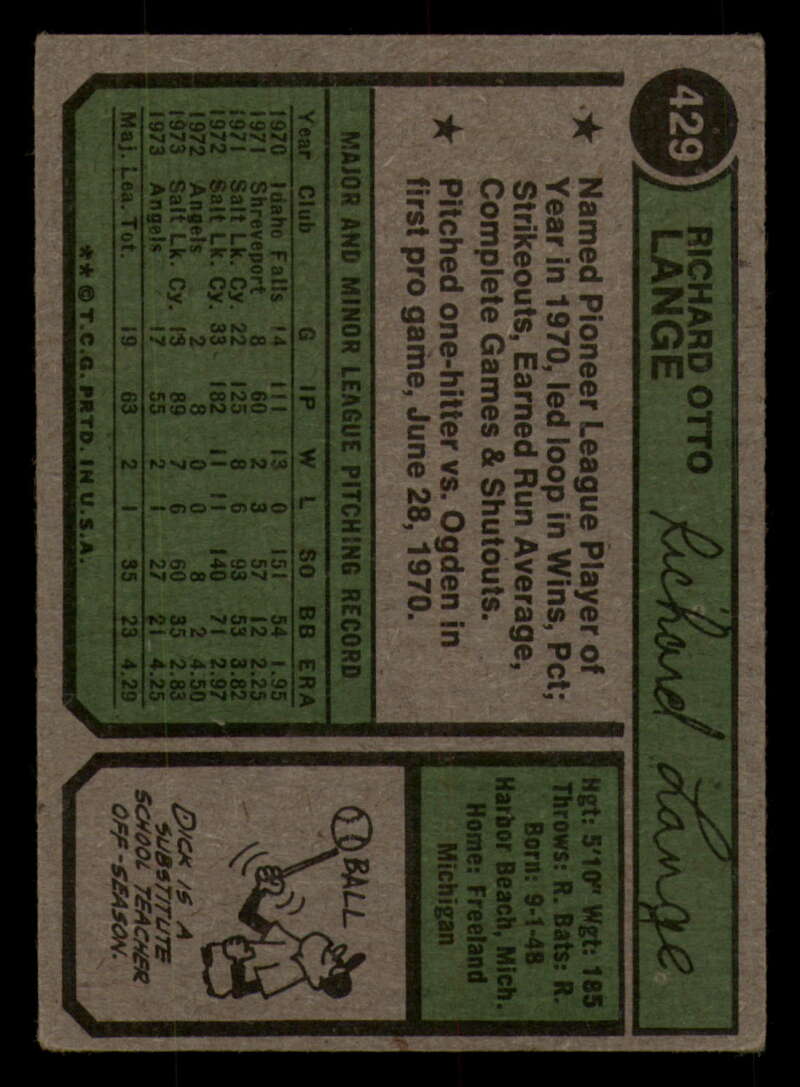 429
RICHARD OTTO
LANGE
Richard Lange
★ Named Pioneer League Player of
Year in 1970, led loop in Wins, Pct;
Strikeouts, Earned Run Average,
Complete Games & Shutouts.
★ Pitched one-hitter vs. Ogden in
first pro game, June 28, 1970.
MAJOR AND MINOR LEAGUE PITCHING RECORD
Year Club G IP W L SO BB ERA
1970 Idaho Falls 14 111 13 0 151 54 1.95
1971 Shreveport 8 60 2 3 57 12 2.25
1971 Salt Lk. Cy. 22 125 8 6 93 53 3.82
1972 Salt Lk. Cy. 33 182 11 11 140 71 2.97
1972 Angels 2 8 0 0 8 2 4.50
1973 Salt Lk. Cy. 13 89 7 6 60 35 2.83
1973 Angels 17 55 2 1 27 21 4.25
Maj. Lea. Tot. 19 63 2 1 35 23 4.29
** © T.C.G. PRTD. IN U.S.A.
Hgt: 5'10" Wgt: 185
Throws: R. Bats: R.
Born: 9-1-48
Harbor Beach, Mich.
Home: Freeland
Michigan
BALL
DICK IS A
SUBSTITUTE
SCHOOL TEACHER
OFF-SEASON.